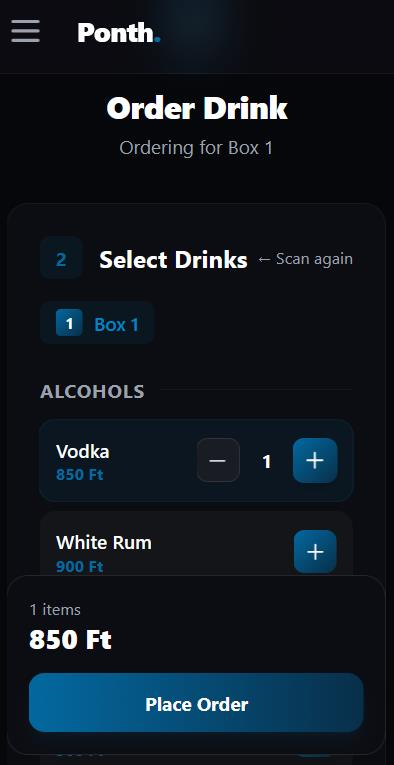 Ponth.
Order Drink
Ordering for Box 1
2 Select Drinks ← Scan again
1 Box 1
ALCOHOLS
Vodka
850 Ft
− 1 +
White Rum
900 Ft
+
1 items
850 Ft
Place Order